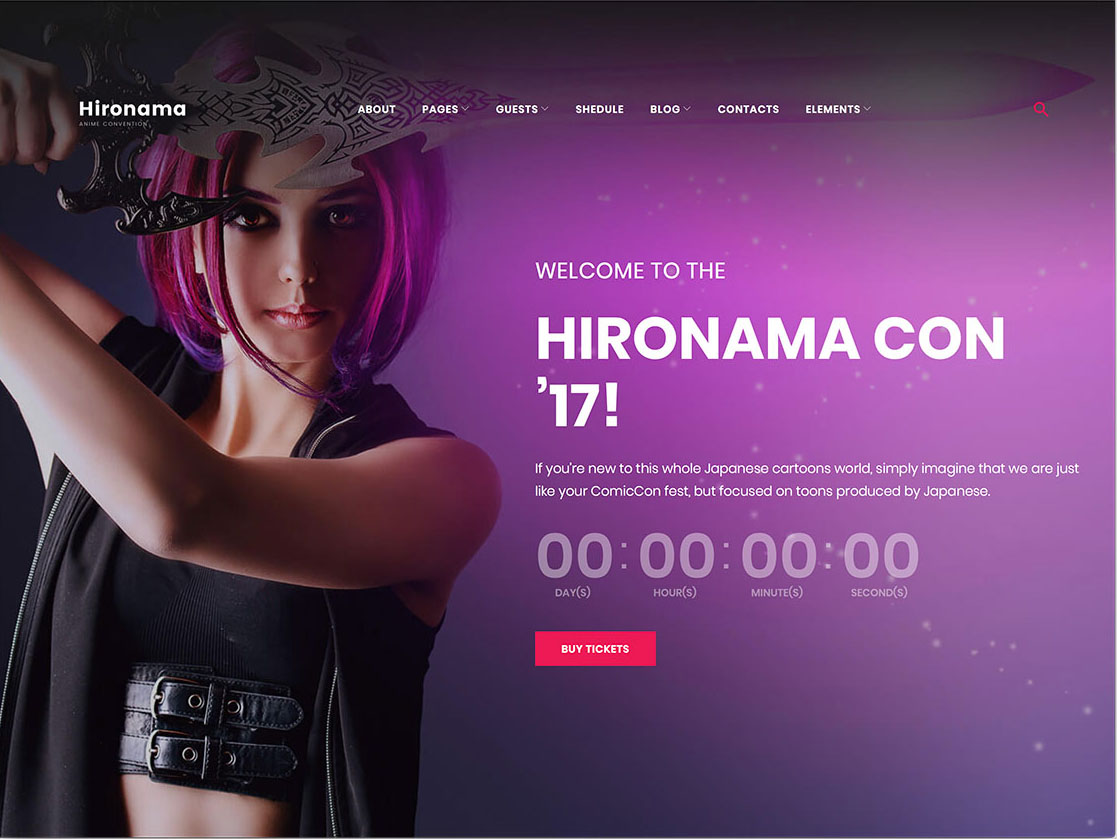 Hironama
ANIME CONVENTION
ABOUT PAGES GUESTS SHEDULE BLOG CONTACTS ELEMENTS
WELCOME TO THE
HIRONAMA CON
’17!
If you're new to this whole Japanese cartoons world, simply imagine that we are just
like your ComicCon fest, but focused on toons produced by Japanese.
00 : 00 : 00 : 00
DAY(S) HOUR(S) MINUTE(S) SECOND(S)
BUY TICKETS